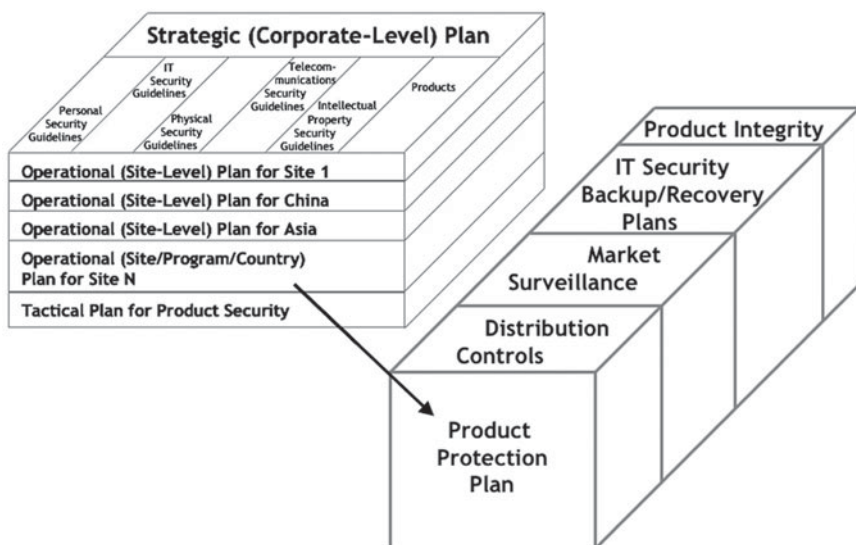 Strategic (Corporate-Level) Plan
Personal
Security
Guidelines
IT
Security
Guidelines
Physical
Security
Guidelines
Telecom-
munications
Security
Guidelines
Intellectual
Property
Security
Guidelines
Products
Operational (Site-Level) Plan for Site 1
Operational (Site-Level) Plan for China
Operational (Site-Level) Plan for Asia
Operational (Site/Program/Country)
Plan for Site N
Tactical Plan for Product Security
Product Integrity
IT Security
Backup/Recovery
Plans
Market
Surveillance
Distribution
Controls
Product
Protection
Plan